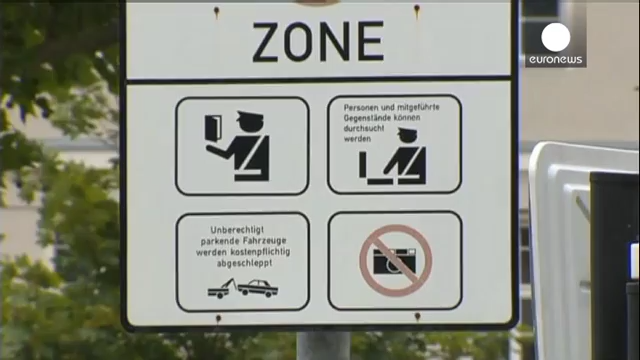 ZONE
euronews
Personen und mitgeführte
Gegenstände können
durchsucht
werden
Unberechtigt
parkende Fahrzeuge
werden kostenpflichtig
abgeschleppt